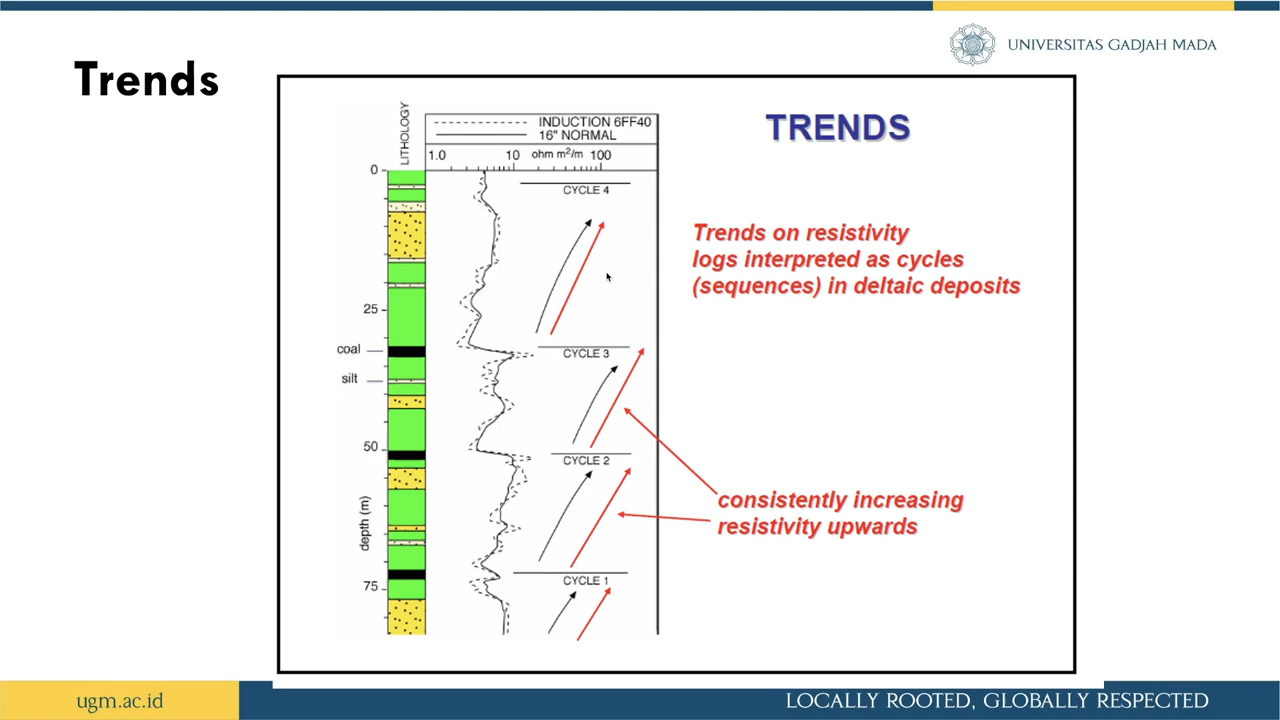 UNIVERSITAS GADJAH MADA
Trends
TRENDS
LITHOLOGY
INDUCTION 6FF40
16" NORMAL
1.0 10 ohm m²/m 100
0
CYCLE 4
Trends on resistivity
logs interpreted as cycles
(sequences) in deltaic deposits
25
coal
CYCLE 3
silt
50
CYCLE 2
consistently increasing
resistivity upwards
depth (m)
75
CYCLE 1
ugm.ac.id
LOCALLY ROOTED, GLOBALLY RESPECTED